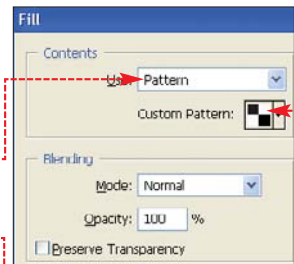 Fill
Contents
Use: Pattern
Custom Pattern:
Blending
Mode: Normal
Opacity: 100 %
Preserve Transparency